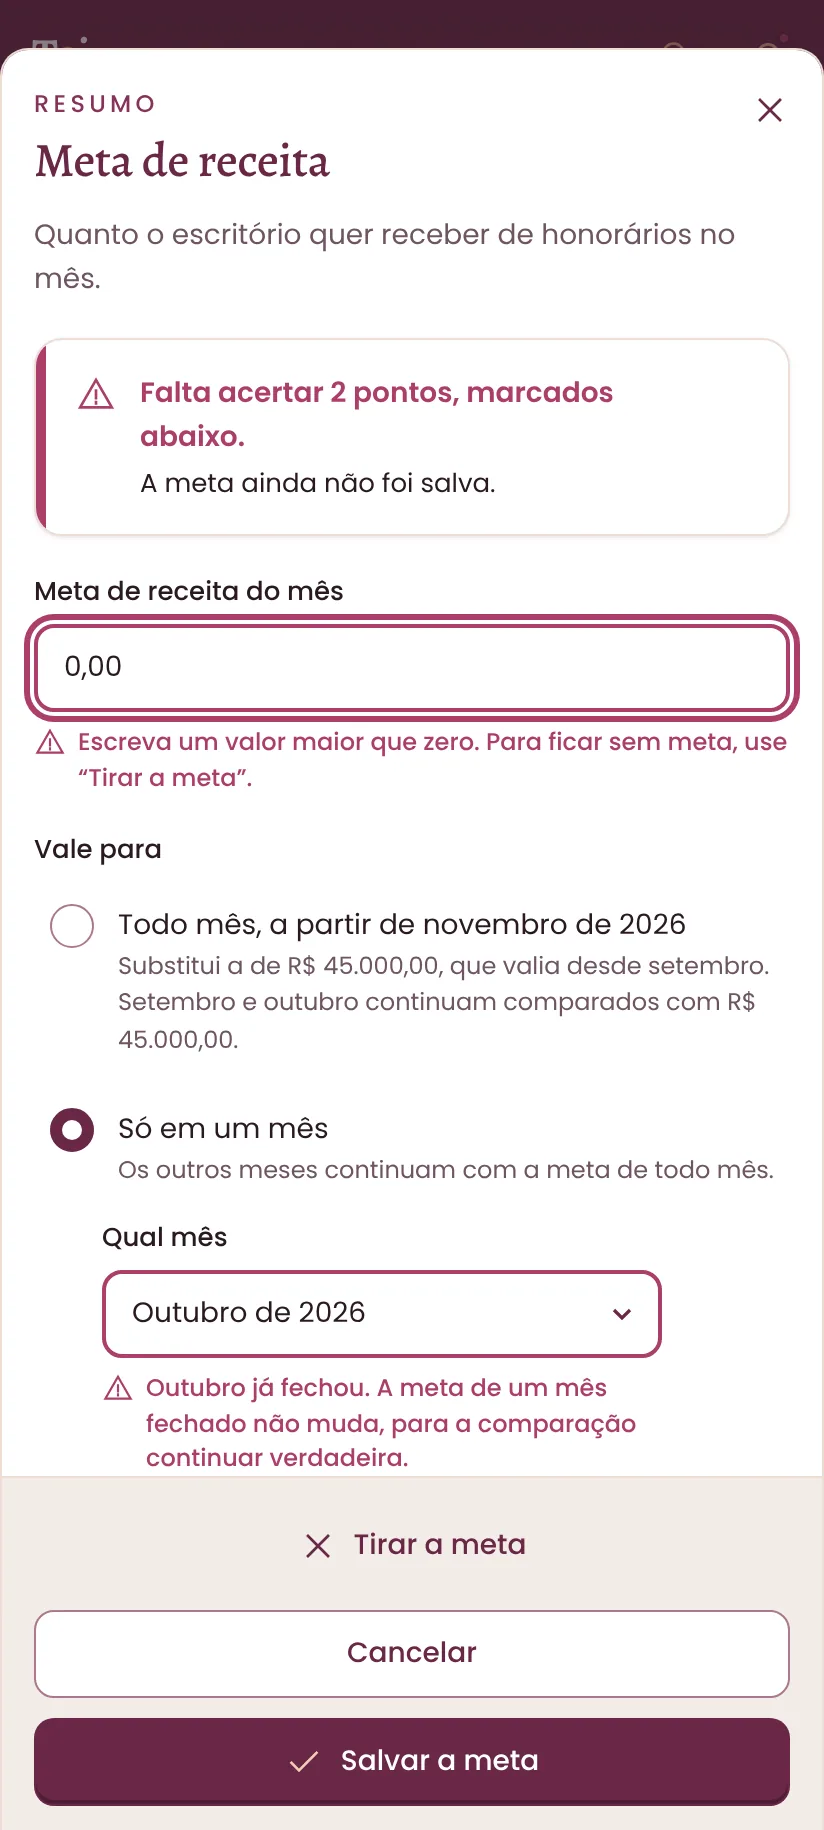 RESUMO
Meta de receita
Quanto o escritório quer receber de honorários no
mês.
Falta acertar 2 pontos, marcados
abaixo.
A meta ainda não foi salva.
Meta de receita do mês
0,00
Escreva um valor maior que zero. Para ficar sem meta, use
“Tirar a meta”.
Vale para
Todo mês, a partir de novembro de 2026
Substitui a de R$ 45.000,00, que valia desde setembro.
Setembro e outubro continuam comparados com R$
45.000,00.
Só em um mês
Os outros meses continuam com a meta de todo mês.
Qual mês
Outubro de 2026
Outubro já fechou. A meta de um mês
fechado não muda, para a comparação
continuar verdadeira.
Tirar a meta
Cancelar
Salvar a meta